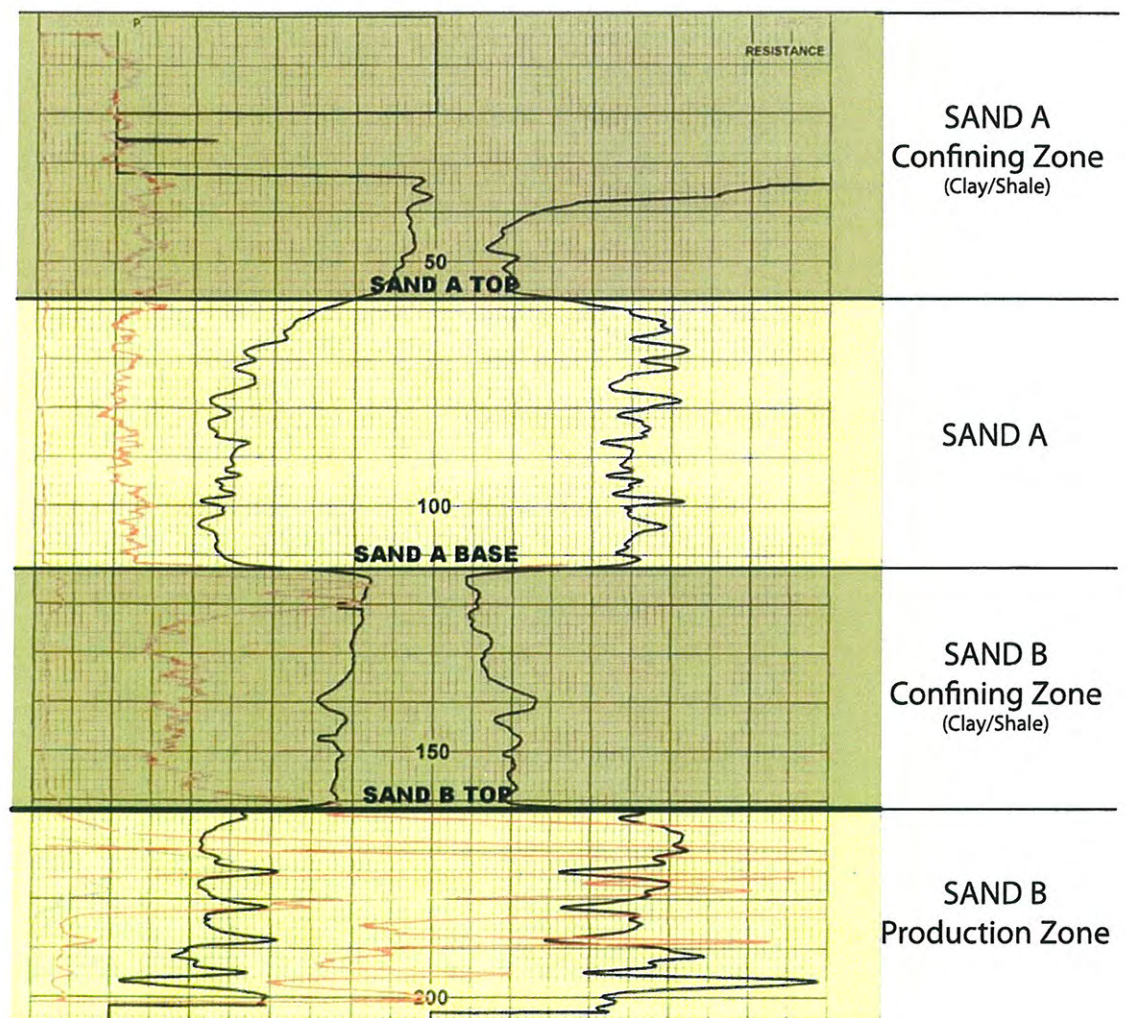 P.
RESISTANCE
SAND A
Confining Zone
(Clay/Shale)
50
SAND A TOP
SAND A
100
SAND A BASE
SAND B
Confining Zone
(Clay/Shale)
150
SAND B TOP
SAND B
Production Zone
200